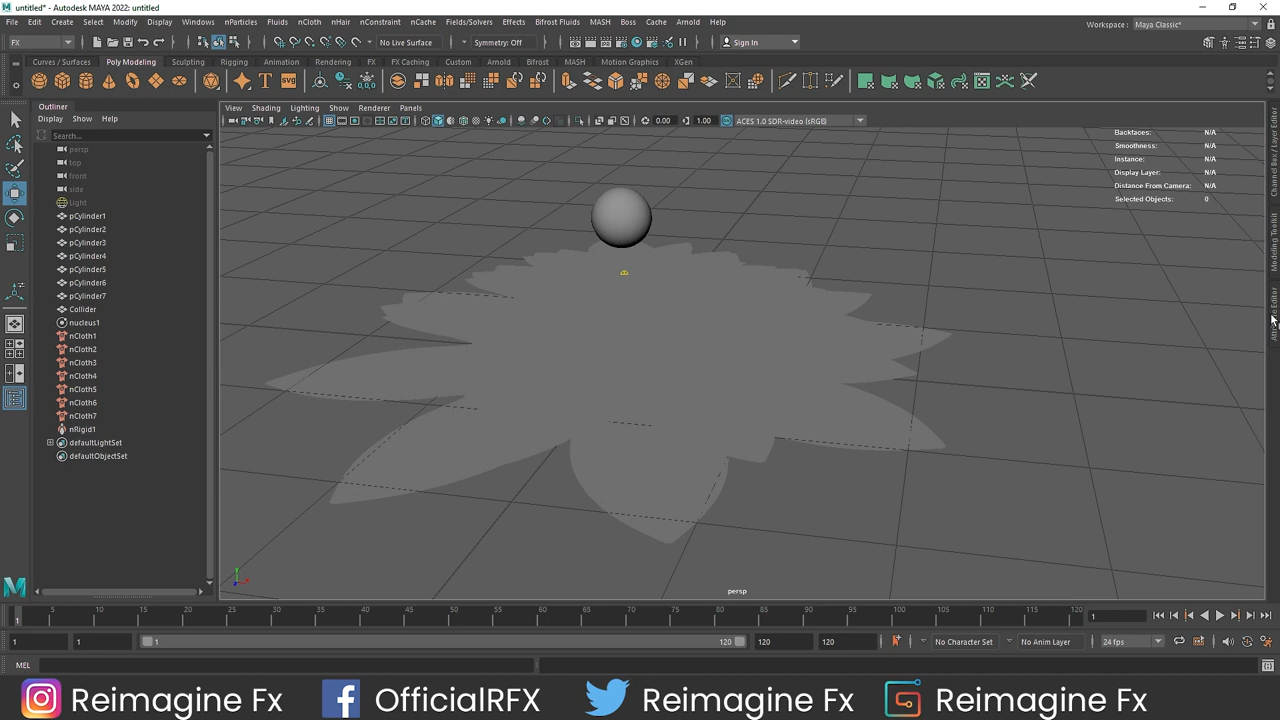 untitled* - Autodesk MAYA 2022: untitled
File Edit Create Select Modify Display Windows nParticles Fluids nCloth nHair nConstraint nCache Fields/Solvers Effects Bifrost Fluids MASH Boss Cache Arnold Help
Workspace : Maya Classic*
FX No Live Surface Symmetry: Off Sign In
Curves / Surfaces Poly Modeling Sculpting Rigging Animation Rendering FX FX Caching Custom Arnold Bifrost MASH Motion Graphics XGen
Outliner
Display Show Help
Search...
persp
top
front
side
Light
pCylinder1
pCylinder2
pCylinder3
pCylinder4
pCylinder5
pCylinder6
pCylinder7
Collider
nucleus1
nCloth1
nCloth2
nCloth3
nCloth4
nCloth5
nCloth6
nCloth7
nRigid1
defaultLightSet
defaultObjectSet
View Shading Lighting Show Renderer Panels
0.00 1.00 ACES 1.0 SDR-video (sRGB)
Backfaces: N/A
Smoothness: N/A
Instance: N/A
Display Layer: N/A
Distance From Camera: N/A
Selected Objects: 0
persp
Channel Box / Layer Editor
Modeling Toolkit
5 10 15 20 25 30 35 40 45 50 55 60 65 70 75 80 85 90 95 100 105 110 115 120
1 1
1 1 1 120 120 120 No Character Set No Anim Layer 24 fps
MEL
Reimagine Fx OfficialRFX Reimagine Fx Reimagine Fx